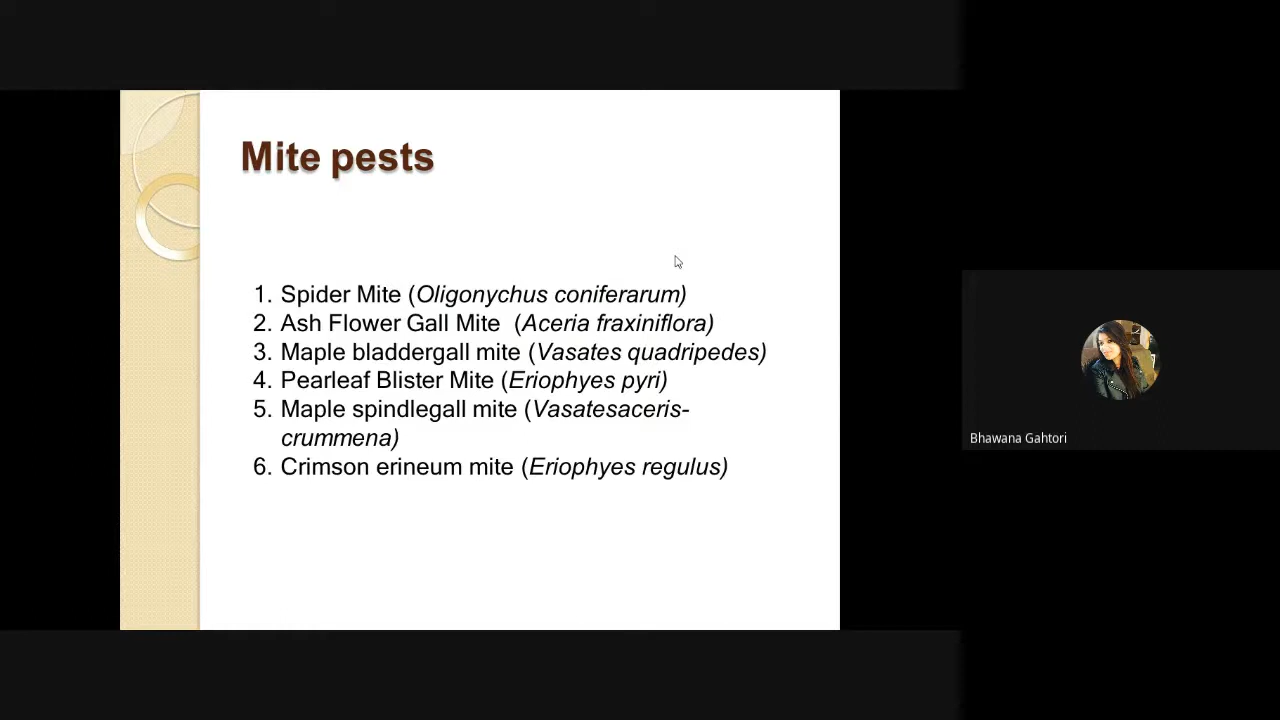 Mite pests
1. Spider Mite (Oligonychus coniferarum)
2. Ash Flower Gall Mite (Aceria fraxiniflora)
3. Maple bladdergall mite (Vasates quadripedes)
4. Pearleaf Blister Mite (Eriophyes pyri)
5. Maple spindlegall mite (Vasatesaceris-
crummena)
6. Crimson erineum mite (Eriophyes regulus)
Bhawana Gahtori